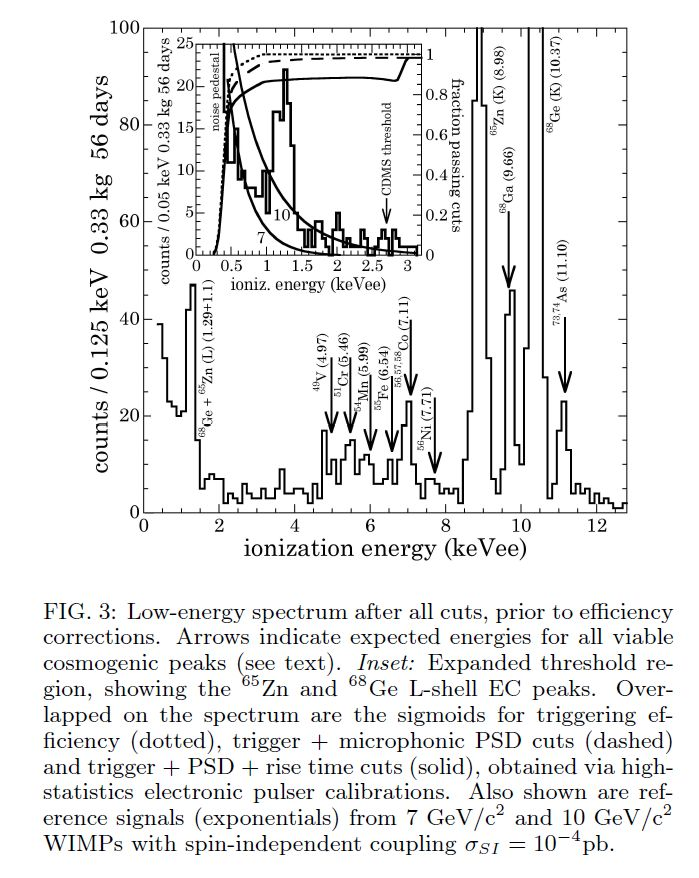 100
80
60
40
20
0
counts / 0.125 keV 0.33 kg 56 days
0 2 4 6 8 10 12
ionization energy (keVee)
25
20
15
10
5
0
counts / 0.05 keV 0.33 kg 56 days
noise pedestal
0 0.5 1 1.5 2 2.5 3
ioniz. energy (keVee)
7
10
CDMS threshold
1
0.8
0.6
0.4
0.2
0
fraction passing cuts
68Ge + 65Zn (L) (1.29+1.1)
49V (4.97)
51Cr (5.46)
54Mn (5.99)
55Fe (6.54)
56,57,58Co (7.11)
56Ni (7.71)
65Zn (K) (8.98)
68Ga (9.66)
68Ge (K) (10.37)
73,74As (11.10)
FIG. 3: Low-energy spectrum after all cuts, prior to efficiency
corrections. Arrows indicate expected energies for all viable
cosmogenic peaks (see text). Inset: Expanded threshold re-
gion, showing the 65Zn and 68Ge L-shell EC peaks. Over-
lapped on the spectrum are the sigmoids for triggering ef-
ficiency (dotted), trigger + microphonic PSD cuts (dashed)
and trigger + PSD + rise time cuts (solid), obtained via high-
statistics electronic pulser calibrations. Also shown are ref-
erence signals (exponentials) from 7 GeV/c2 and 10 GeV/c2
WIMPs with spin-independent coupling σSI = 10−4pb.